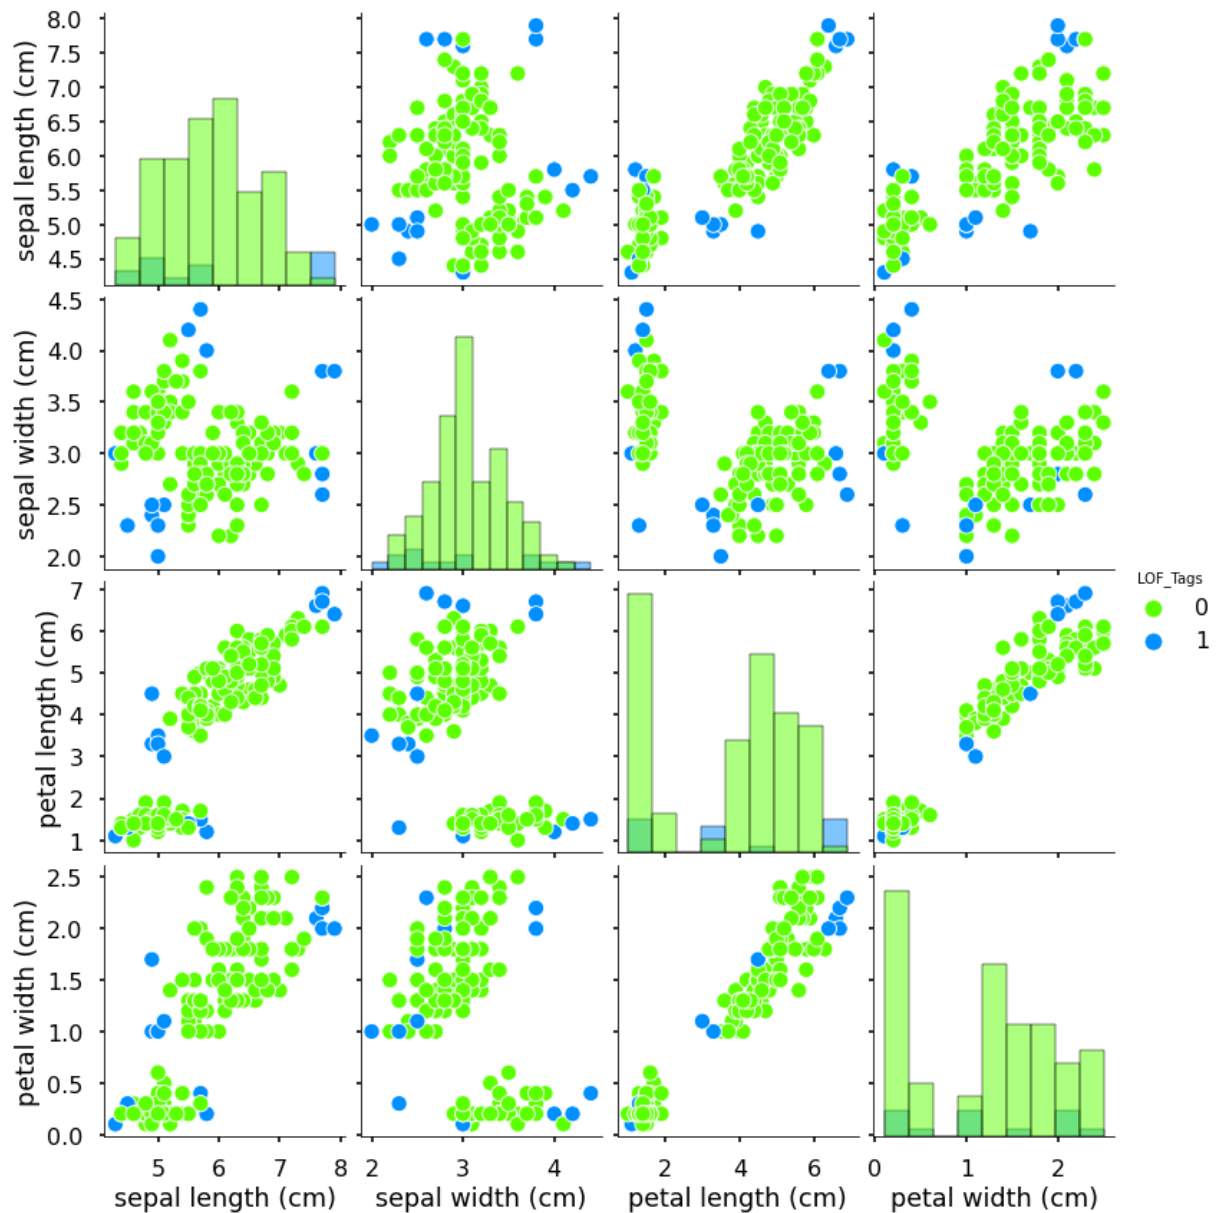 8.0
7.5
7.0
6.5
6.0
5.5
5.0
4.5
sepal length (cm)
4.5
4.0
3.5
3.0
2.5
2.0
sepal width (cm)
7
6
5
4
3
2
1
petal length (cm)
LOF_Tags
0
1
2.5
2.0
1.5
1.0
0.5
0.0
petal width (cm)
5 6 7 8
2 3 4
2 4 6
0 1 2
sepal length (cm)
sepal width (cm)
petal length (cm)
petal width (cm)